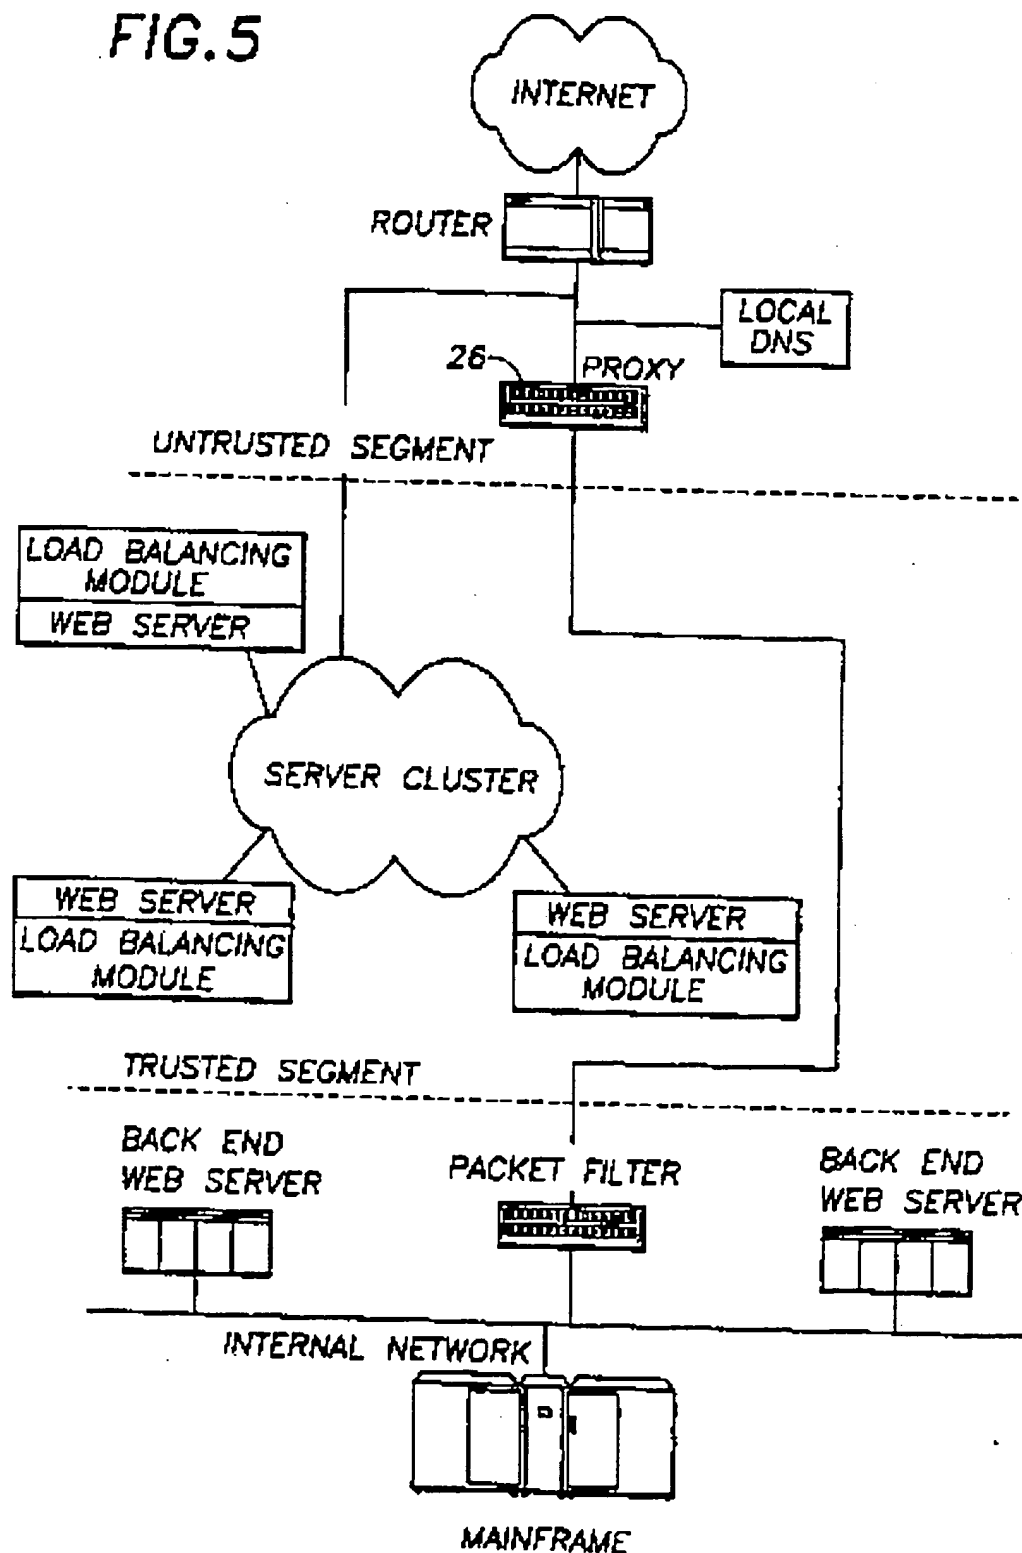 FIG.5
INTERNET
ROUTER
LOCAL
DNS
26
PROXY
UNTRUSTED SEGMENT
LOAD BALANCING
MODULE
WEB SERVER
SERVER CLUSTER
WEB SERVER
LOAD BALANCING
MODULE
WEB SERVER
LOAD BALANCING
MODULE
TRUSTED SEGMENT
BACK END
WEB SERVER
PACKET FILTER
BACK END
WEB SERVER
INTERNAL NETWORK
MAINFRAME